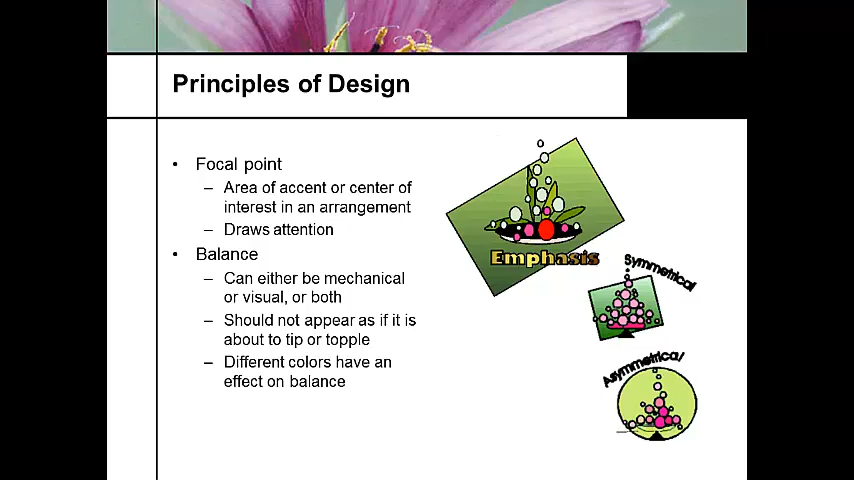 Principles of Design
• Focal point
– Area of accent or center of
interest in an arrangement
– Draws attention
• Balance
– Can either be mechanical
or visual, or both
– Should not appear as if it is
about to tip or topple
– Different colors have an
effect on balance
Emphasis
Symmetrical
Asymmetrical